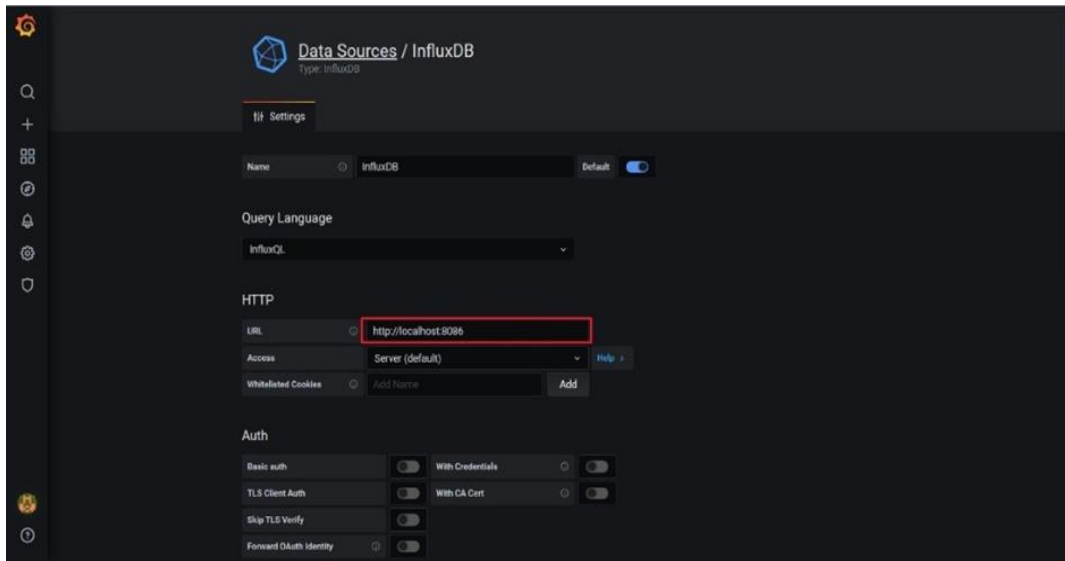 Data Sources / InfluxDB
Type: InfluxDB
Settings
Name InfluxDB Default
Query Language
InfluxQL
HTTP
URL http://localhost:8086
Access Server (default) Help ›
Whitelisted Cookies Add Name Add
Auth
Basic auth With Credentials
TLS Client Auth With CA Cert
Skip TLS Verify
Forward OAuth Identity